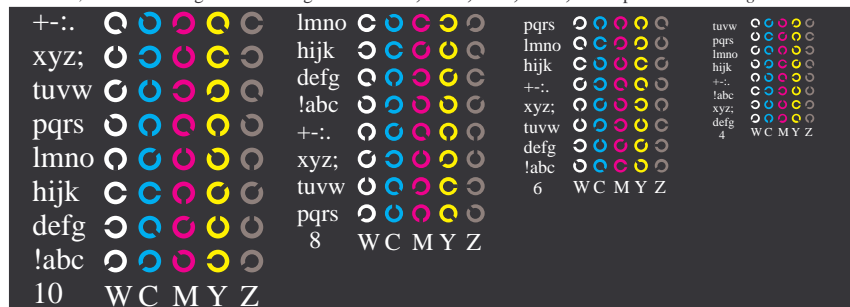 +-:.
xyz;
tuvw
pqrs
lmno
hijk
defg
!abc
10 W C M Y Z
lmno
hijk
defg
!abc
+-:.
xyz;
tuvw
pqrs
8 W C M Y Z
pqrs
lmno
hijk
+-:.
xyz;
tuvw
defg
!abc
6 W C M Y Z
tuvw
pqrs
lmno
hijk
+-:.
!abc
xyz;
defg
4 W C M Y Z